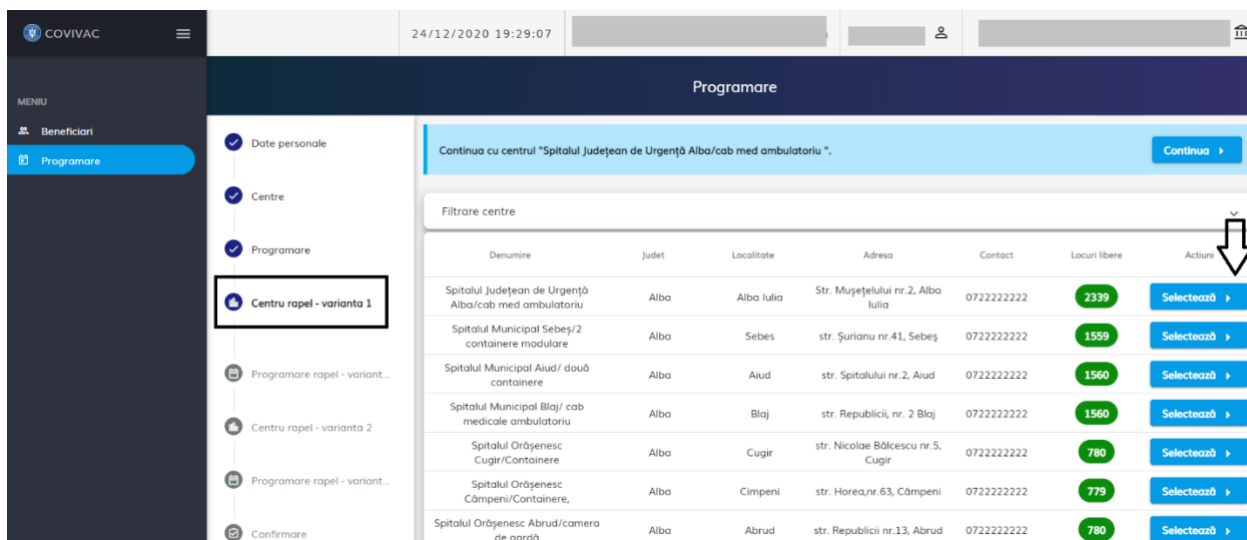 COVIVAC
24/12/2020 19:29:07
Programare
MENIU
Beneficiari
Programare
Date personale
Centre
Programare
Centru rapel - varianta 1
Programare rapel - variant...
Centru rapel - varianta 2
Programare rapel - variant...
Confirmare
Continua cu centrul "Spitalul Județean de Urgență Alba/cab med ambulatoriu ".
Continua
Filtrare centre
Denumire Judet Localitate Adresa Contact Locuri libere Actiuni
Spitalul Județean de Urgență
Alba/cab med ambulatoriu
Alba Alba Iulia
Str. Mușețelului nr.2, Alba
Iulia
0722222222 2339 Selectează
Spitalul Municipal Sebeș/2
containere modulare
Alba Sebes str. Șurianu nr.41, Sebeș 0722222222 1559 Selectează
Spitalul Municipal Aiud/ două
containere
Alba Aiud str. Spitalului nr.2, Aiud 0722222222 1560 Selectează
Spitalul Municipal Blaj/ cab
medicale ambulatoriu
Alba Blaj str. Republicii, nr. 2 Blaj 0722222222 1560 Selectează
Spitalul Orășenesc
Cugir/Containere
Alba Cugir
str. Nicolae Bălcescu nr.5,
Cugir
0722222222 780 Selectează
Spitalul Orășenesc
Câmpeni/Containere,
Alba Cimpeni str. Horea,nr.63, Câmpeni 0722222222 779 Selectează
Spitalul Orășenesc Abrud/camera
de gardă
Alba Abrud str. Republicii nr.13, Abrud 0722222222 780 Selectează